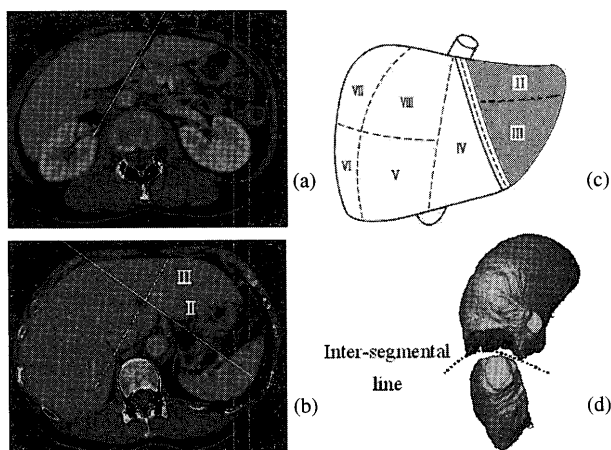 (a)
III
II
(b)
VII
VIII
II
III
VI
V
IV
(c)
Inter-segmental
line
(d)